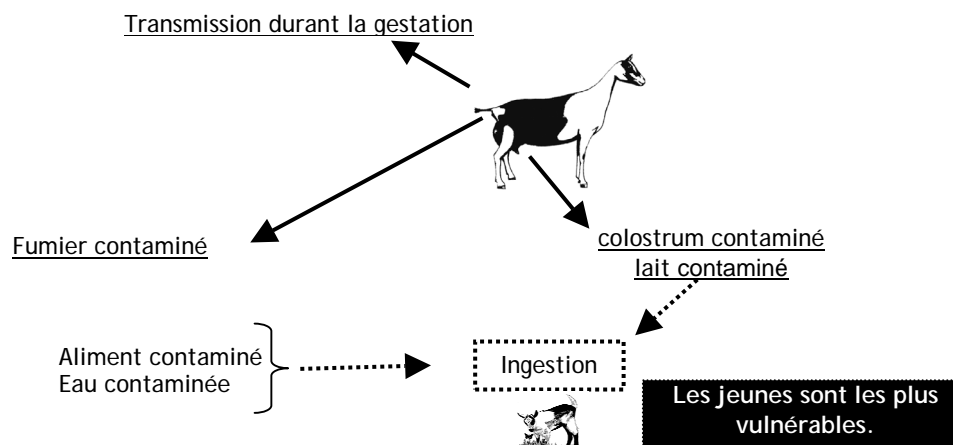 Transmission durant la gestation
Fumier contaminé
colostrum contaminé
lait contaminé
Aliment contaminé
Eau contaminée
Ingestion
Les jeunes sont les plus
vulnérables.